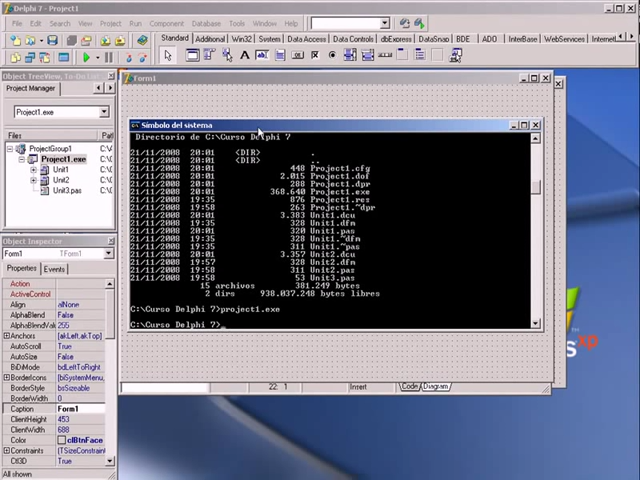 Delphi 7 - Project1
File Edit Search View Project Run Component Database Tools Window Help <None>
Standard Additional Win32 System Data Access Data Controls dbExpress DataSnap BDE ADO InterBase WebServices
Object TreeView, To-Do List
Project Manager
Project1.exe
Files Path
ProjectGroup1 C:\
Project1.exe C:\
Unit1 C:\
Unit2 C:\
Unit3.pas C:\
Form1
Símbolo del sistema
Directorio de C:\Curso Delphi 7
21/11/2008 20:01 <DIR> .
21/11/2008 20:01 <DIR> ..
21/11/2008 20:01 448 Project1.cfg
21/11/2008 20:01 2.015 Project1.dof
21/11/2008 20:01 288 Project1.dpr
21/11/2008 20:01 368.640 Project1.exe
21/11/2008 19:35 876 Project1.res
21/11/2008 19:58 263 Project1.~dpr
21/11/2008 20:01 3.383 Unit1.dcu
21/11/2008 19:35 328 Unit1.dfm
21/11/2008 20:01 320 Unit1.pas
21/11/2008 19:35 328 Unit1.~dfm
21/11/2008 19:35 311 Unit1.~pas
21/11/2008 20:01 3.357 Unit2.dcu
21/11/2008 19:57 328 Unit2.dfm
21/11/2008 19:58 311 Unit2.pas
21/11/2008 19:58 53 Unit3.pas
15 archivos 381.249 bytes
2 dirs 938.037.248 bytes libres
C:\Curso Delphi 7>project1.exe
C:\Curso Delphi 7>_
22: 1 Insert Code Diagram
xp
Object Inspector
Form1 TForm1
Properties Events
Action
ActiveControl
Align alNone
AlphaBlend False
AlphaBlendVal 255
Anchors [akLeft,akTop]
AutoScroll True
AutoSize False
BiDiMode bdLeftToRight
BorderIcons [biSystemMenu,
BorderStyle bsSizeable
BorderWidth 0
Caption Form1
ClientHeight 453
ClientWidth 688
Color clBtnFace
Constraints (TSizeConstrain
Ctl3D True
All shown